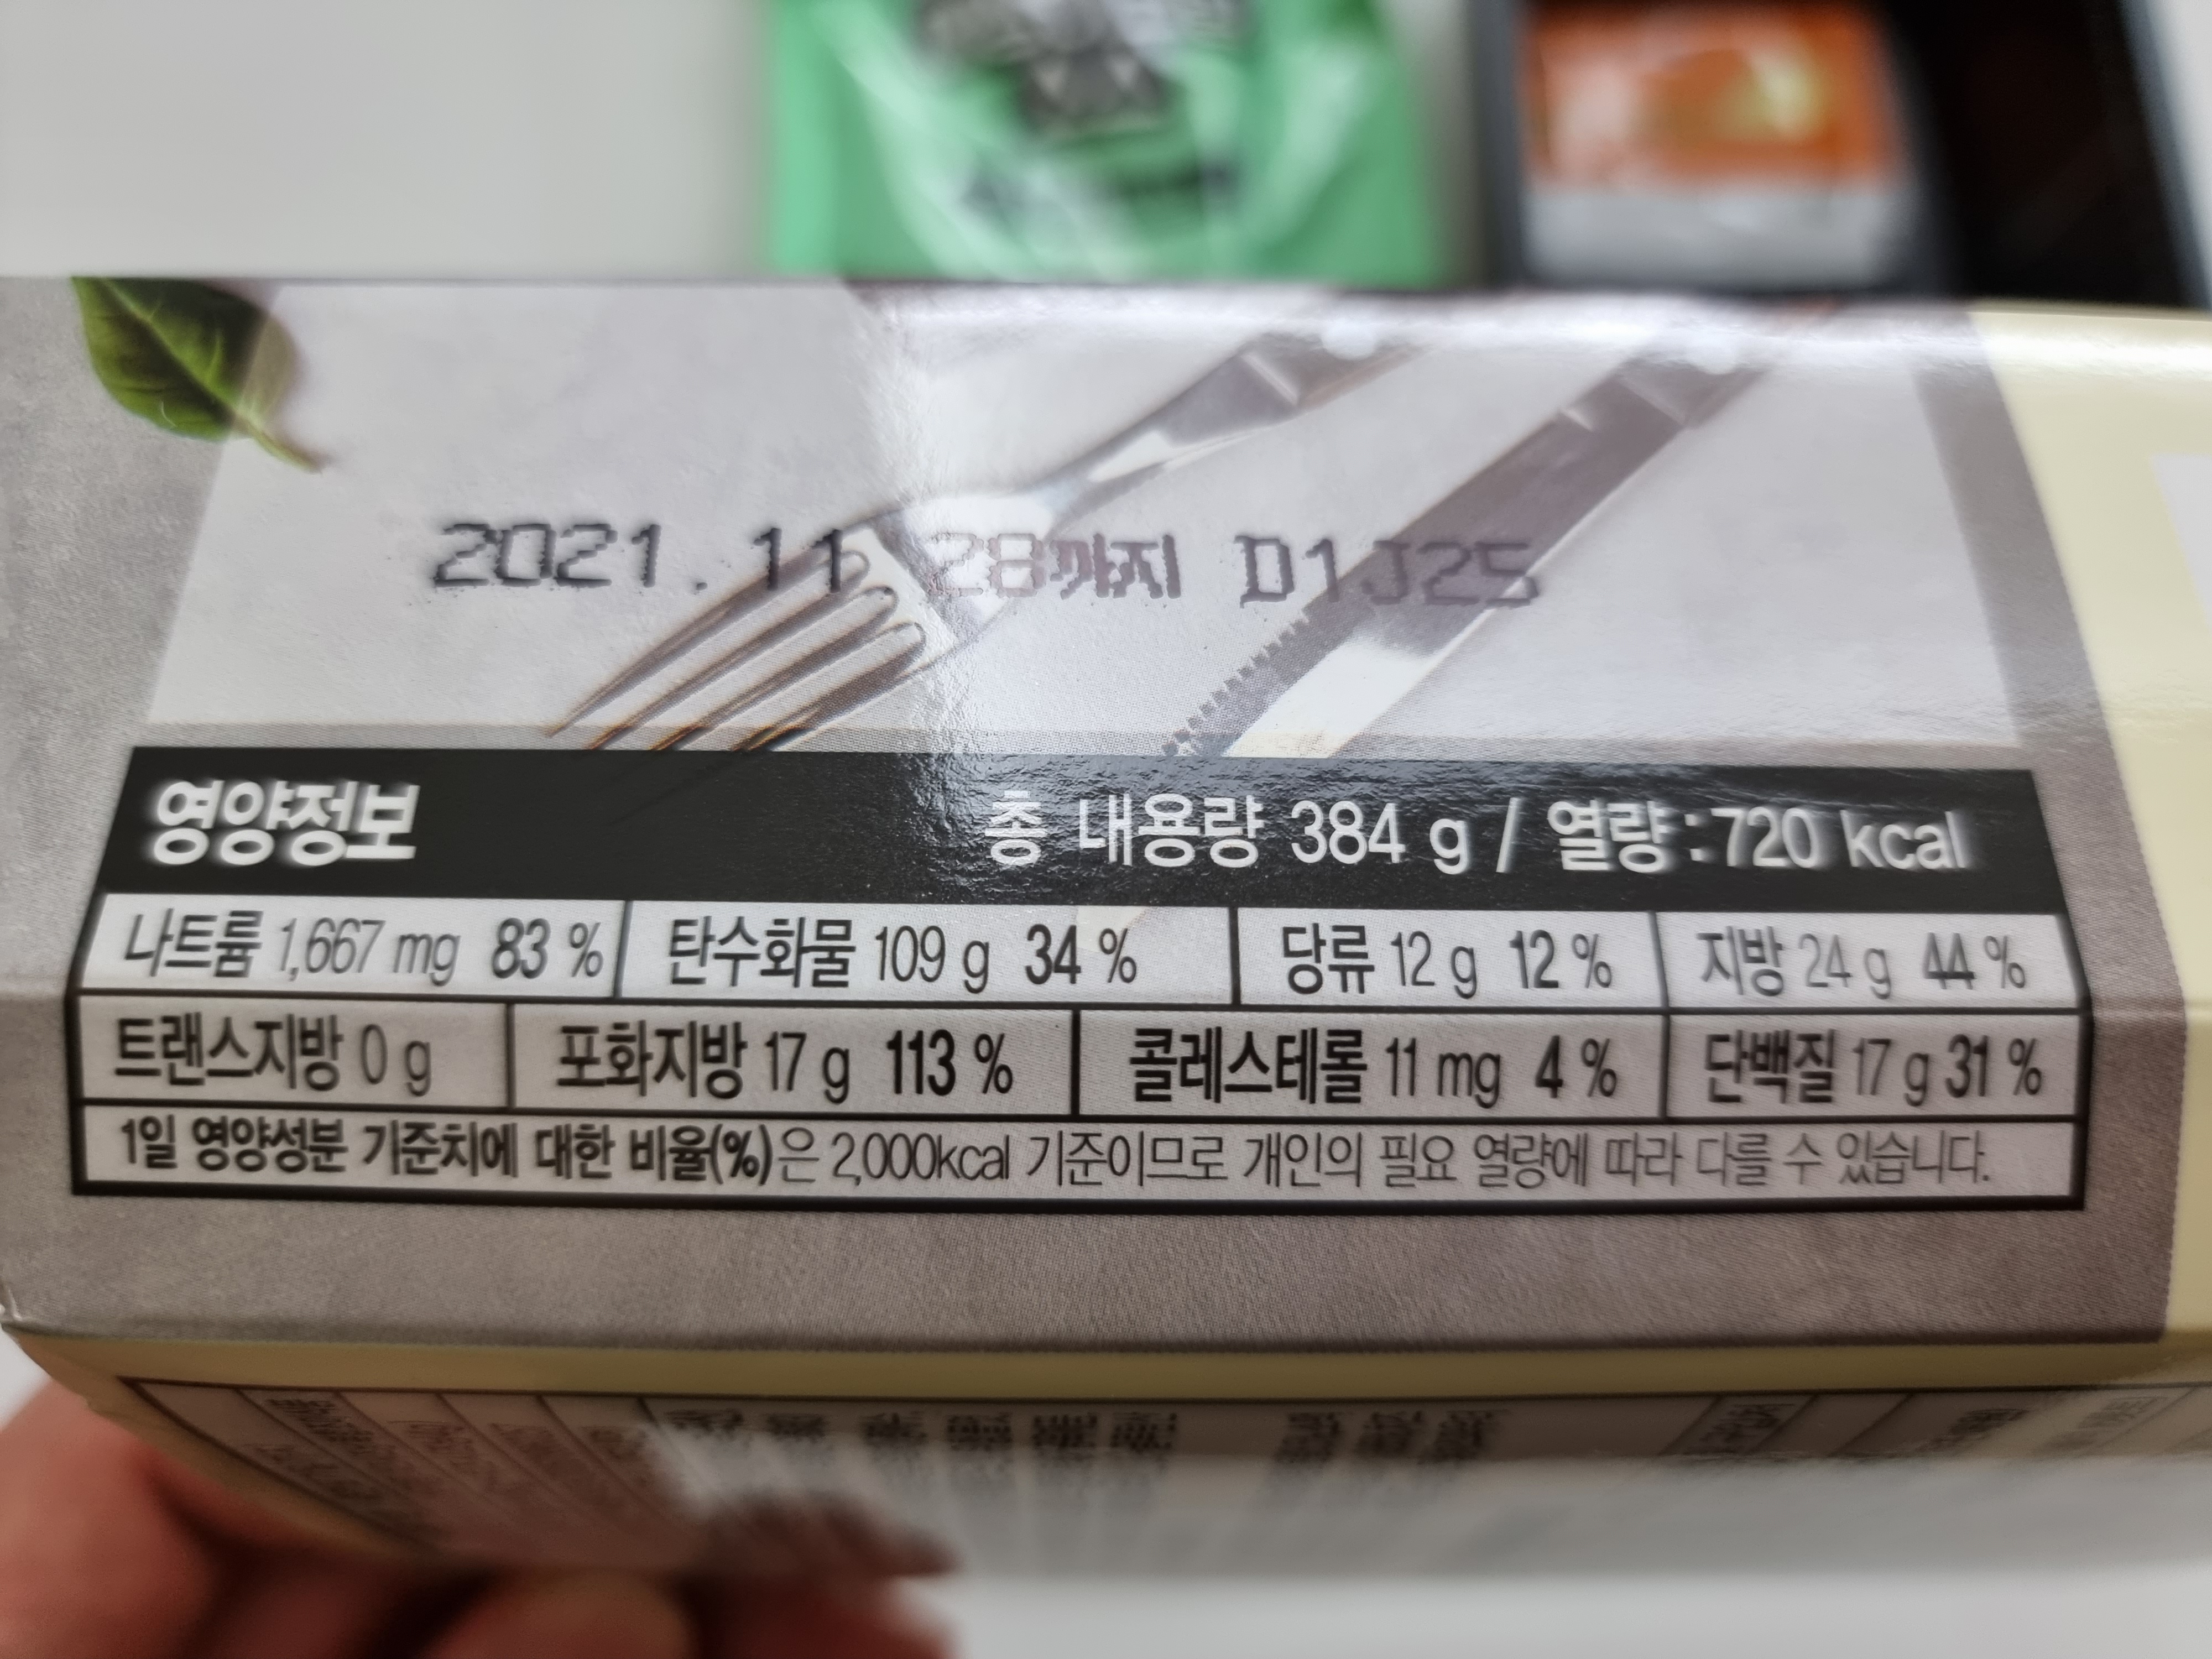 2021.11 28까지 D1J25
영양정보 총 내용량 384 g / 열량:720 kcal
나트륨 1,667 mg 83 % 탄수화물 109 g 34 % 당류 12 g 12 % 지방 24 g 44 %
트랜스지방 0 g 포화지방 17 g 113 % 콜레스테롤 11 mg 4 % 단백질 17 g 31 %
1일 영양성분 기준치에 대한 비율(%)은 2,000kcal 기준이므로 개인의 필요 열량에 따라 다를 수 있습니다.